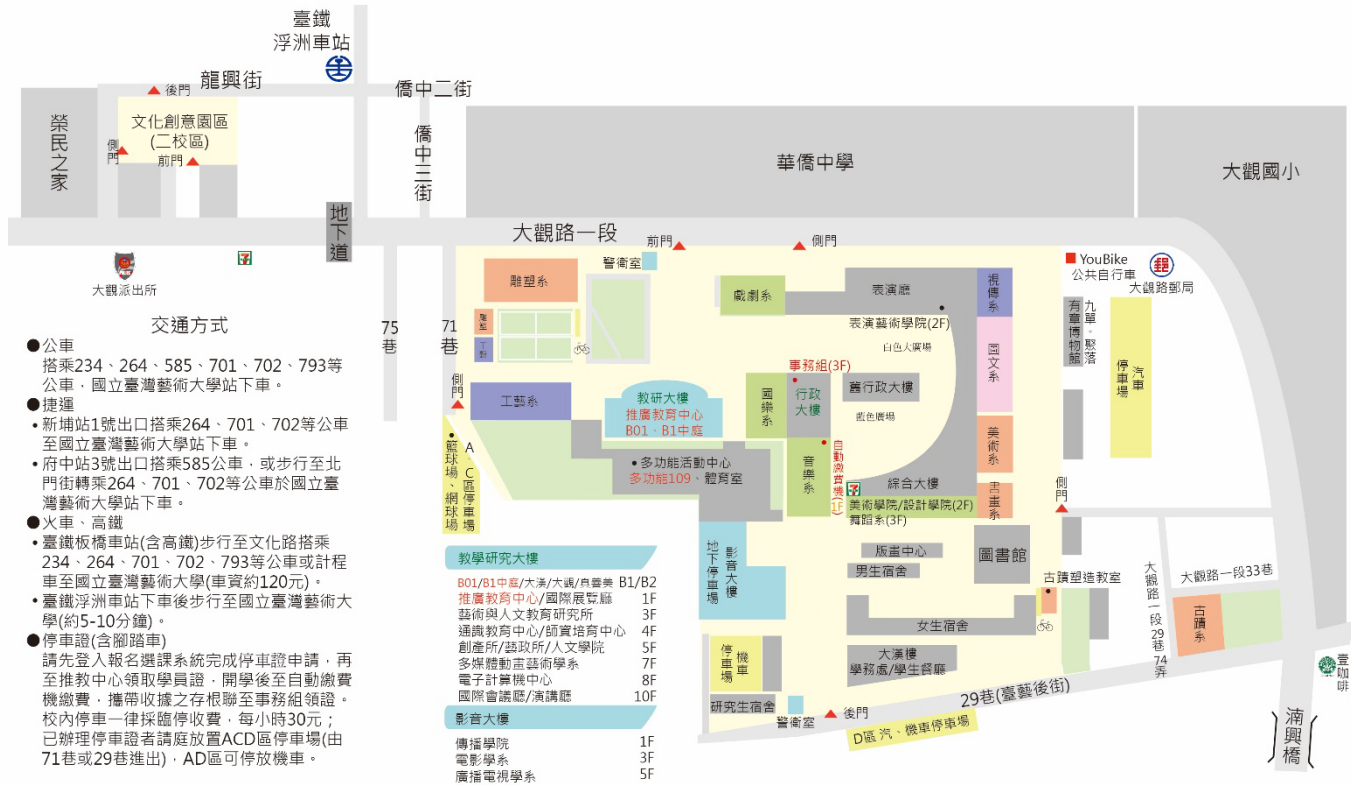 臺鐵
浮洲車站
龍興街
後門
僑中二街
榮民之家
文化創意園區
(二校區)
側門
前門
僑中三街
華僑中學
大觀國小
地下道
大觀路一段
前門
側門
警衛室
大觀派出所
7
YouBike
公共自行車
郵
大觀路郵局
雕塑系
戲劇系
表演廳
視傳系
表演藝術學院(2F)
白色大廣場
圖文系
九單．聚落
有章博物館
汽車
停車場
75巷
71巷
雕塑
工藝
側門
工藝系
教研大樓
推廣教育中心
B01．B1中庭
事務組(3F)
國樂系
行政
大樓
舊行政大樓
藍色廣場
美術系
籃球場、網球場
A、C區停車場
多功能活動中心
多功能109、體育室
音樂系
自動繳費機(1F)
7
綜合大樓
美術學院/設計學院(2F)
舞蹈系(3F)
書畫系
側門
地下停車場
影音大樓
版畫中心
男生宿舍
圖書館
古蹟塑造教室
女生宿舍
大觀路一段29巷74弄
大觀路一段33巷
古蹟系
機車
停車場
大漢樓
學務處/學生餐廳
研究生宿舍
警衛室
後門
29巷(臺藝後街)
D區 汽、機車停車場
壹咖啡
湳興橋
交通方式
●公車
搭乘234、264、585、701、702、793等
公車，國立臺灣藝術大學站下車。
●捷運
•新埔站1號出口搭乘264、701、702等公車
至國立臺灣藝術大學站下車。
•府中站3號出口搭乘585公車，或步行至北
門街轉乘264、701、702等公車於國立臺
灣藝術大學站下車。
●火車、高鐵
•臺鐵板橋車站(含高鐵)步行至文化路搭乘
234、264、701、702、793等公車或計程
車至國立臺灣藝術大學(車資約120元)。
•臺鐵浮洲車站下車後步行至國立臺灣藝術大
學(約5-10分鐘)。
●停車證(含腳踏車)
請先登入報名選課系統完成停車證申請，再
至推教中心領取學員證，開學後至自動繳費
機繳費，攜帶收據之存根聯至事務組領證。
校內停車一律採臨停收費，每小時30元；
已辦理停車證者請庭放置ACD區停車場(由
71巷或29巷進出)，AD區可停放機車。
教學研究大樓
B01/B1中庭/大漢/大觀/真善美 B1/B2
推廣教育中心/國際展覽廳 1F
藝術與人文教育研究所 3F
通識教育中心/師資培育中心 4F
創產所/藝政所/人文學院 5F
多媒體動畫藝術學系 7F
電子計算機中心 8F
國際會議廳/演講廳 10F
影音大樓
傳播學院 1F
電影學系 3F
廣播電視學系 5F